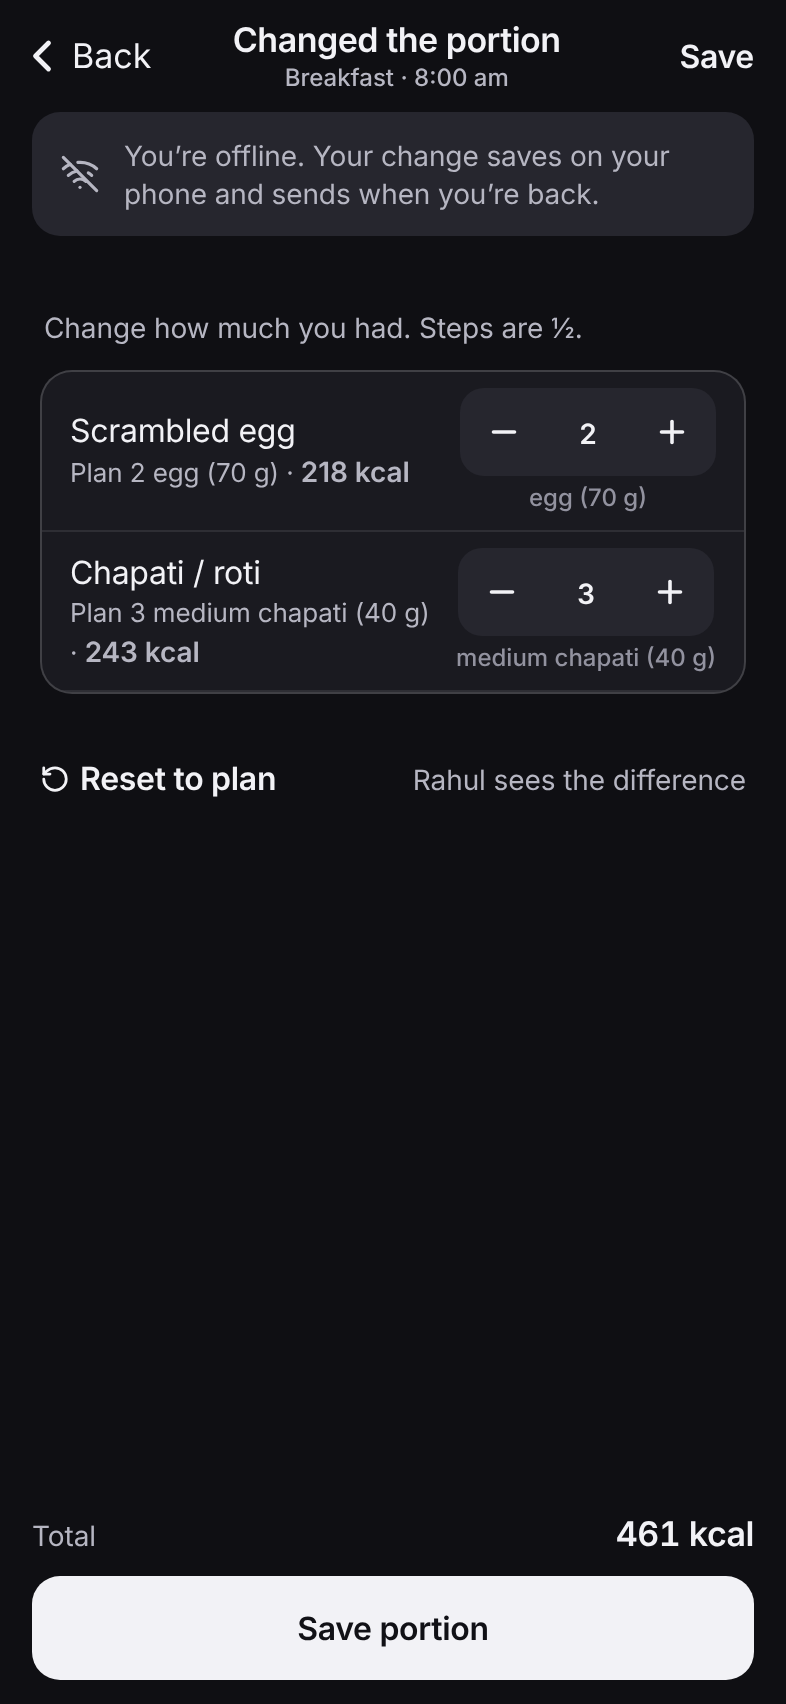 Back
Changed the portion
Breakfast · 8:00 am
Save
You’re offline. Your change saves on your
phone and sends when you’re back.
Change how much you had. Steps are ½.
Scrambled egg
Plan 2 egg (70 g) · 218 kcal
− 2 +
egg (70 g)
Chapati / roti
Plan 3 medium chapati (40 g)
· 243 kcal
− 3 +
medium chapati (40 g)
Reset to plan
Rahul sees the difference
Total
461 kcal
Save portion